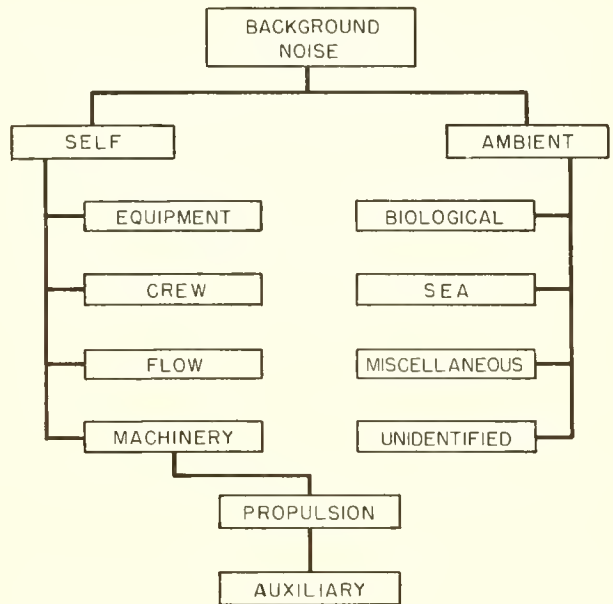 BACKGROUND
NOISE
SELF
AMBIENT
EQUIPMENT
BIOLOGICAL
CREW
SEA
FLOW
MISCELLANEOUS
MACHINERY
UNIDENTIFIED
PROPULSION
AUXILIARY